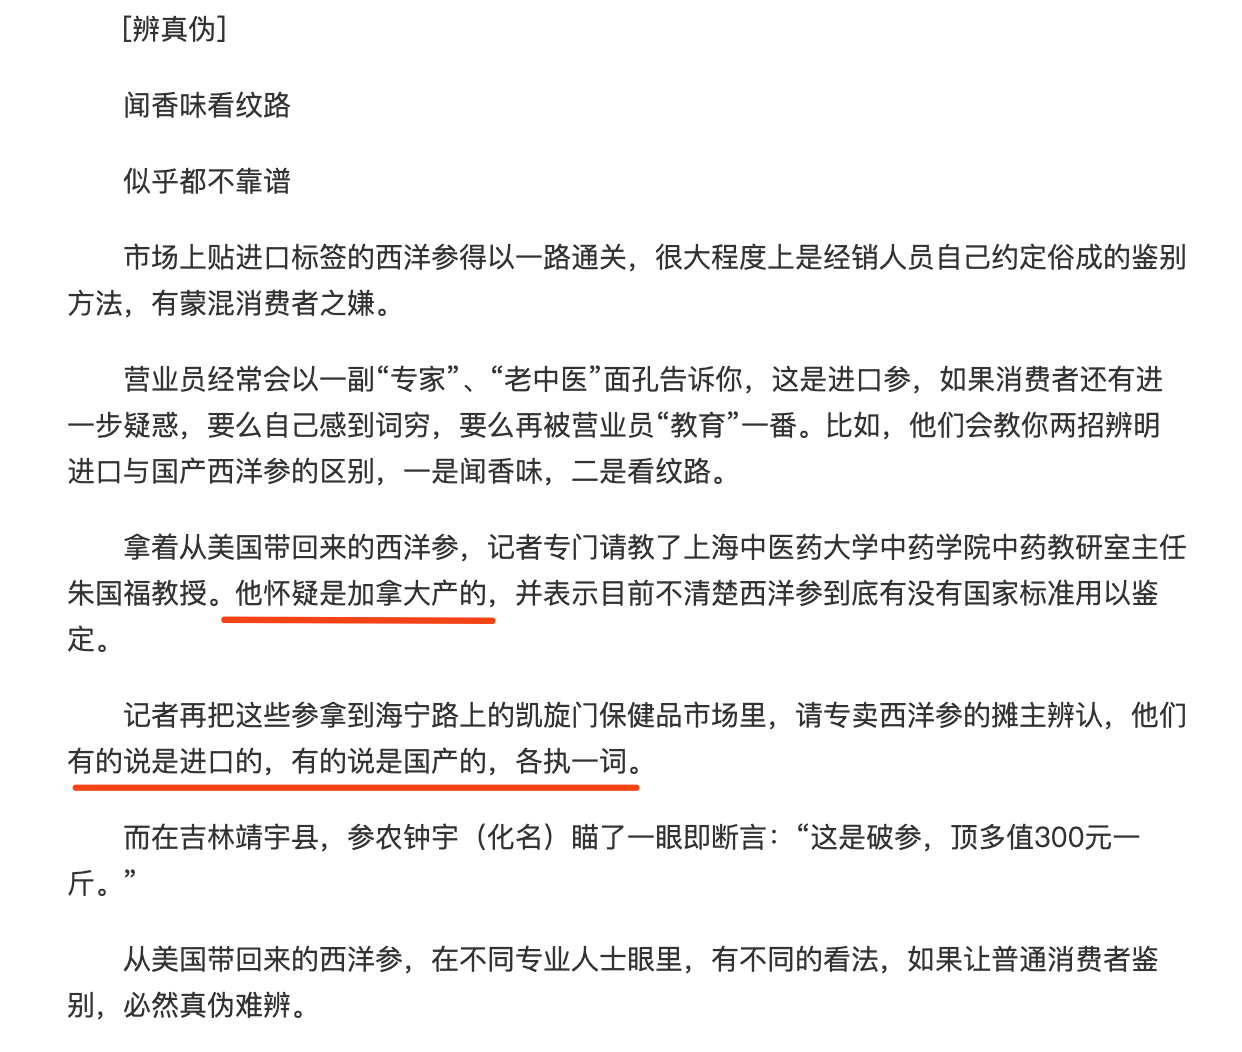 [辨真伪]
闻香味看纹路
似乎都不靠谱
市场上贴进口标签的西洋参得以一路通关，很大程度上是经销人员自己约定俗成的鉴别
方法，有蒙混消费者之嫌。
营业员经常会以一副“专家”、“老中医”面孔告诉你，这是进口参，如果消费者还有进
一步疑惑，要么自己感到词穷，要么再被营业员“教育”一番。比如，他们会教你两招辨明
进口与国产西洋参的区别，一是闻香味，二是看纹路。
拿着从美国带回来的西洋参，记者专门请教了上海中医药大学中药学院中药教研室主任
朱国福教授。他怀疑是加拿大产的，并表示目前不清楚西洋参到底有没有国家标准用以鉴
定。
记者再把这些参拿到海宁路上的凯旋门保健品市场里，请专卖西洋参的摊主辨认，他们
有的说是进口的，有的说是国产的，各执一词。
而在吉林靖宇县，参农钟宇（化名）瞄了一眼即断言：“这是破参，顶多值300元一
斤。”
从美国带回来的西洋参，在不同专业人士眼里，有不同的看法，如果让普通消费者鉴
别，必然真伪难辨。